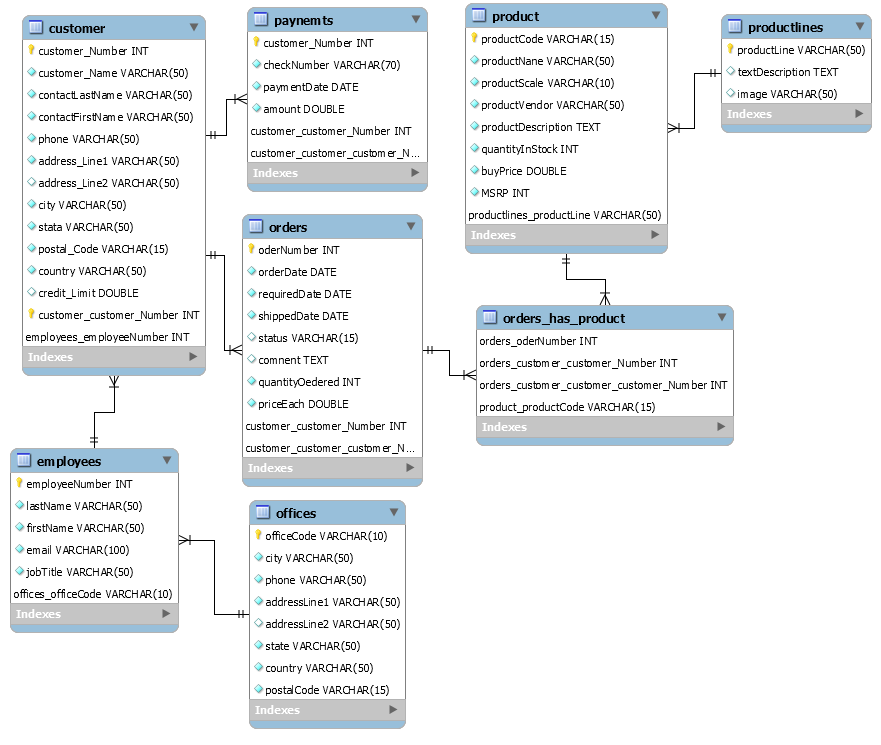 customer
customer_Number INT
customer_Name VARCHAR(50)
contactLastName VARCHAR(50)
contactFirstName VARCHAR(50)
phone VARCHAR(50)
address_Line1 VARCHAR(50)
address_Line2 VARCHAR(50)
city VARCHAR(50)
stata VARCHAR(50)
postal_Code VARCHAR(15)
country VARCHAR(50)
credit_Limit DOUBLE
customer_customer_Number INT
employees_employeeNumber INT
Indexes
paynemts
customer_Number INT
checkNumber VARCHAR(70)
paymentDate DATE
amount DOUBLE
customer_customer_Number INT
customer_customer_customer_N...
Indexes
product
productCode VARCHAR(15)
productNane VARCHAR(50)
productScale VARCHAR(10)
productVendor VARCHAR(50)
productDescription TEXT
quantityInStock INT
buyPrice DOUBLE
MSRP INT
productlines_productLine VARCHAR(50)
Indexes
productlines
productLine VARCHAR(50)
textDescription TEXT
image VARCHAR(50)
Indexes
orders
oderNumber INT
orderDate DATE
requiredDate DATE
shippedDate DATE
status VARCHAR(15)
comnent TEXT
quantityOedered INT
priceEach DOUBLE
customer_customer_Number INT
customer_customer_customer_N...
Indexes
orders_has_product
orders_oderNumber INT
orders_customer_customer_Number INT
orders_customer_customer_customer_Number INT
product_productCode VARCHAR(15)
Indexes
employees
employeeNumber INT
lastName VARCHAR(50)
firstName VARCHAR(50)
email VARCHAR(100)
jobTitle VARCHAR(50)
offices_officeCode VARCHAR(10)
Indexes
offices
officeCode VARCHAR(10)
city VARCHAR(50)
phone VARCHAR(50)
addressLine1 VARCHAR(50)
addressLine2 VARCHAR(50)
state VARCHAR(50)
country VARCHAR(50)
postalCode VARCHAR(15)
Indexes